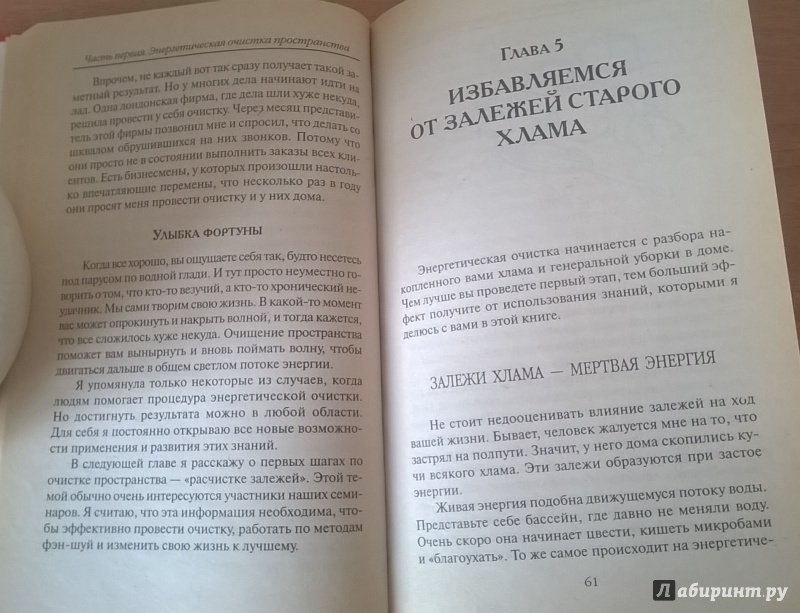 Часть первая. Энергетическая очистка пространства
Впрочем, не каждый вот так сразу получает такой за-
метный результат. Но у многих дела начинают идти на
лад. Одна лондонская фирма, где дела шли хуже некуда,
решила провести у себя очистку. Через месяц представи-
тель этой фирмы позвонил мне и спросил, что делать со
шквалом обрушившихся на них звонков. Потому что
они просто не в состоянии выполнить заказы всех кли-
ентов. Есть бизнесмены, у которых произошли настоль-
ко впечатляющие перемены, что несколько раз в году
они просят меня провести очистку и у них дома.
Улыбка фортуны
Когда все хорошо, вы ощущаете себя так, будто несетесь
под парусом по водной глади. И тут просто неуместно го-
ворить о том, что кто-то везучий, а кто-то хронический не-
удачник. Мы сами творим свою жизнь. В какой-то момент
вас может опрокинуть и накрыть волной, и тогда кажется,
что все сложилось хуже некуда. Очищение пространства
поможет вам вынырнуть и вновь поймать волну, чтобы
двигаться дальше в общем светлом потоке энергии.
Я упомянула только некоторые из случаев, когда
людям помогает процедура энергетической очистки.
Но достигнуть результата можно в любой области.
Для себя я постоянно открываю все новые возможно-
сти применения и развития этих знаний.
В следующей главе я расскажу о первых шагах по
очистке пространства — «расчистке залежей». Этой те-
мой обычно очень интересуются участники наших семи-
наров. Я считаю, что эта информация необходима, что-
бы эффективно провести очистку, работать по методам
фэн-шуй и изменить свою жизнь к лучшему.
Глава 5
ИЗБАВЛЯЕМСЯ
ОТ ЗАЛЕЖЕЙ СТАРОГО
ХЛАМА
Энергетическая очистка начинается с разбора на-
копленного вами хлама и генеральной уборки в доме.
Чем лучше вы проведете первый этап, тем больший эф-
фект получите от использования знаний, которыми я
делюсь с вами в этой книге.
ЗАЛЕЖИ ХЛАМА — МЕРТВАЯ ЭНЕРГИЯ
Не стоит недооценивать влияние залежей на ход
вашей жизни. Бывает, человек жалуется мне на то, что
застрял на полпути. Значит, у него дома скопились ку-
чи всякого хлама. Эти залежи образуются при застое
энергии.
Живая энергия подобна движущемуся потоку воды.
Представьте себе бассейн, где давно не меняли воду.
Очень скоро она начинает цвести, кишеть микробами
и «благоухать». То же самое происходит на энергетиче-
61
Лабиринт.ру